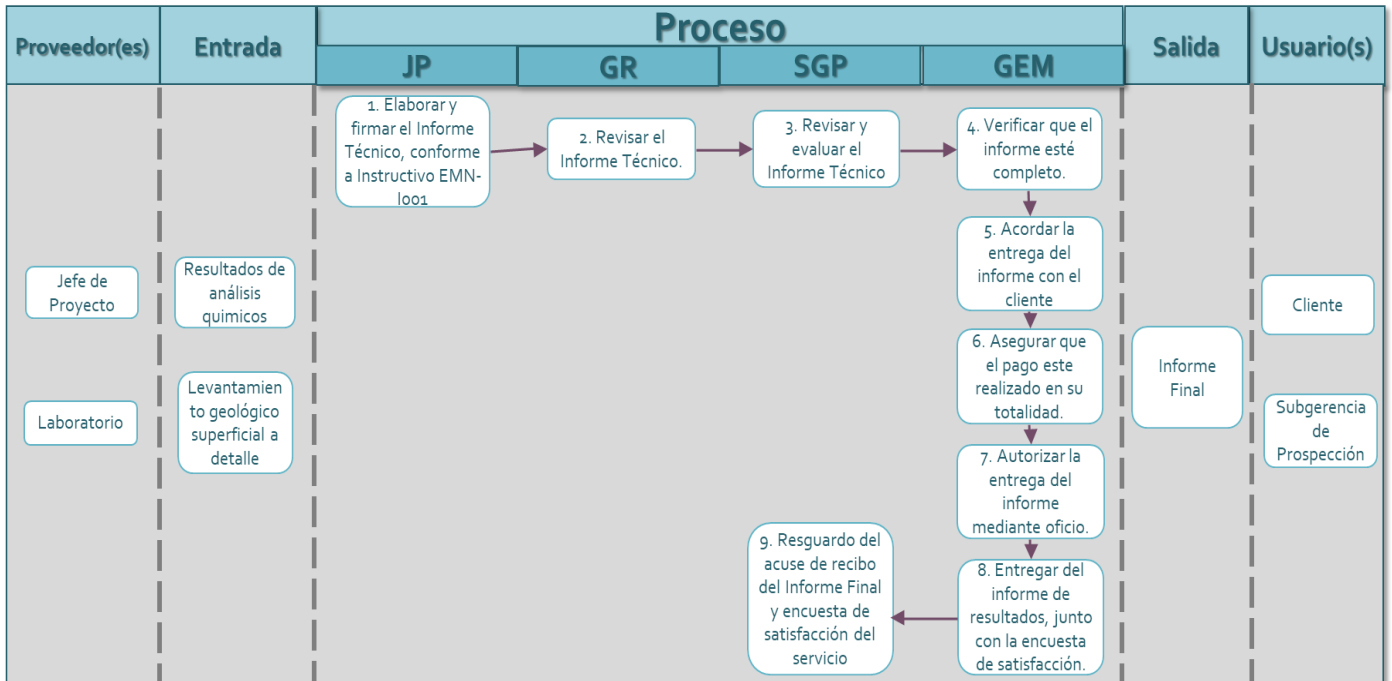 Proveedor(es)
Entrada
Proceso
JP
GR
SGP
GEM
Salida
Usuario(s)
1. Elaborar y
firmar el Informe
Técnico, conforme
a Instructivo EMN-
I001
2. Revisar el
Informe Técnico.
3. Revisar y
evaluar el
Informe Técnico
4. Verificar que el
informe esté
completo.
5. Acordar la
entrega del
informe con el
cliente
6. Asegurar que
el pago este
realizado en su
totalidad.
7. Autorizar la
entrega del
informe
mediante oficio.
8. Entregar del
informe de
resultados, junto
con la encuesta
de satisfacción.
9. Resguardo del
acuse de recibo
del Informe Final
y encuesta de
satisfacción del
servicio
Jefe de
Proyecto
Laboratorio
Resultados de
análisis
quimicos
Levantamien
to geológico
superficial a
detalle
Informe
Final
Cliente
Subgerencia
de
Prospección